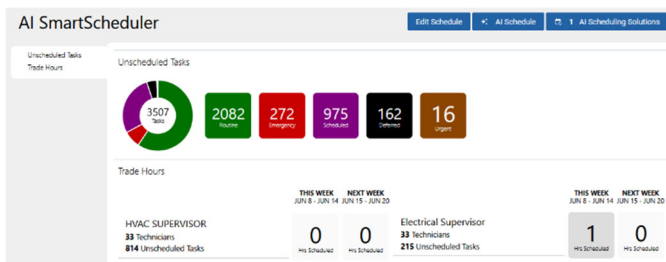 AI SmartScheduler
Edit Schedule
AI Schedule
1 AI Scheduling Solutions
Unscheduled Tasks
Trade Hours
Unscheduled Tasks
3507
Tasks
2082
Routine
272
Emergency
975
Scheduled
162
Deferred
16
Urgent
Trade Hours
THIS WEEK NEXT WEEK
JUN 8 - JUN 14 JUN 15 - JUN 20
HVAC SUPERVISOR
33 Technicians
814 Unscheduled Tasks
0
Hrs Scheduled
0
Hrs Scheduled
THIS WEEK NEXT WEEK
JUN 8 - JUN 14 JUN 15 - JUN 20
Electrical Supervisor
33 Technicians
215 Unscheduled Tasks
1
Hrs Scheduled
0
Hrs Scheduled